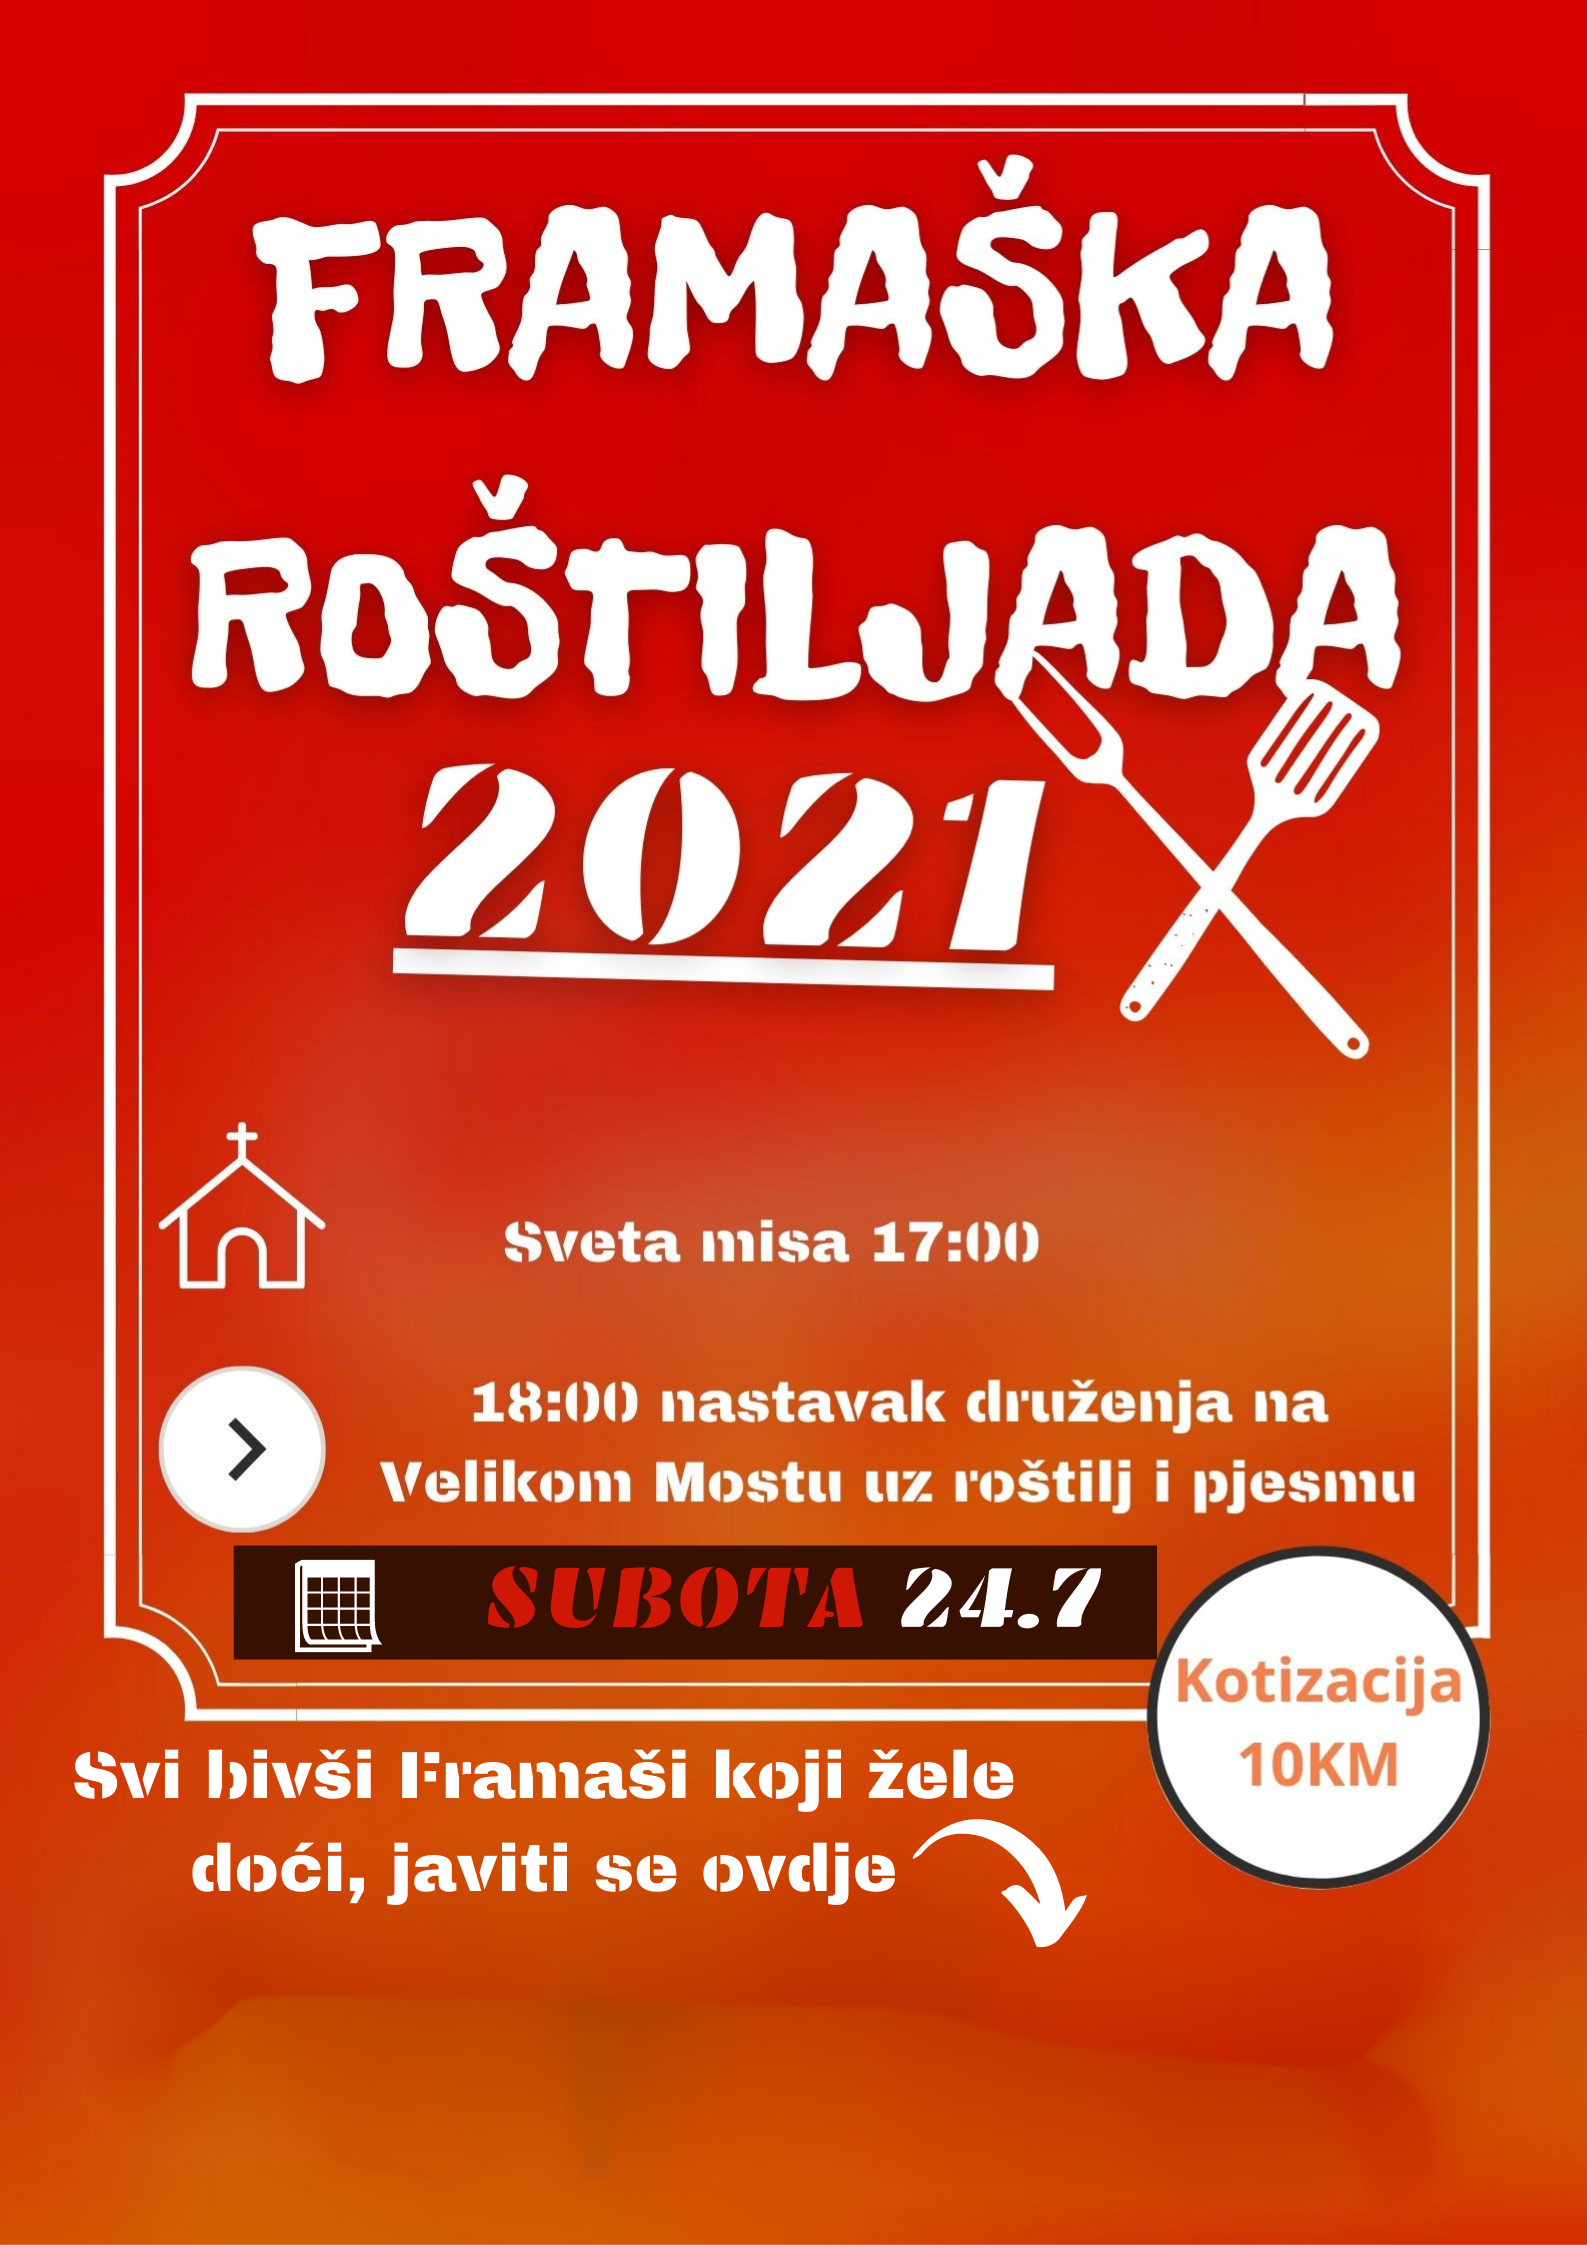 FRAMAŠKA
ROŠTILJADA
2021
Sveta misa 17:00
18:00 nastavak druženja na
Velikom Mostu uz roštilj i pjesmu
SUBOTA 24.7
Kotizacija
10KM
Svi bivši Framaši koji žele
doći, javiti se ovdje